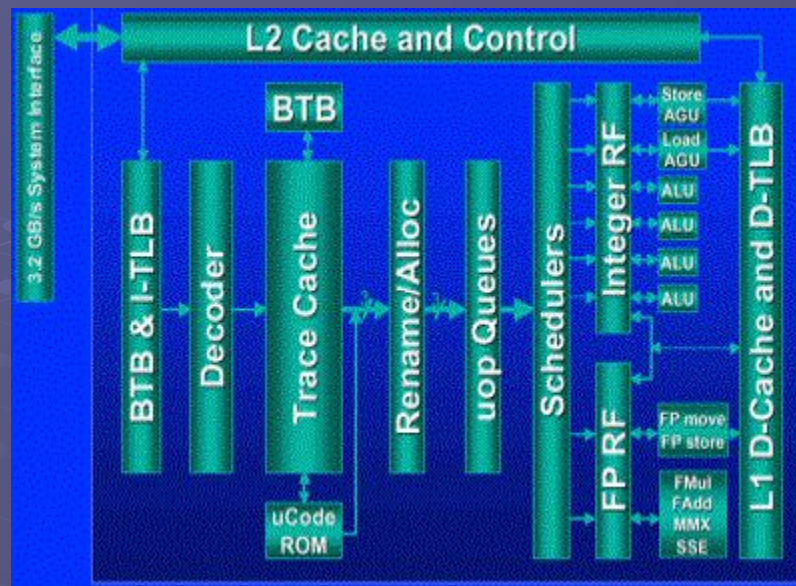 L2 Cache and Control
3.2 GB/s System Interface
BTB
BTB & I-TLB
Decoder
Trace Cache
uCode
ROM
3
Rename/Alloc
3
uop Queues
Schedulers
Integer RF
FP RF
Store
AGU
Load
AGU
ALU
ALU
ALU
ALU
FP move
FP store
FMul
FAdd
MMX
SSE
L1 D-Cache and D-TLB